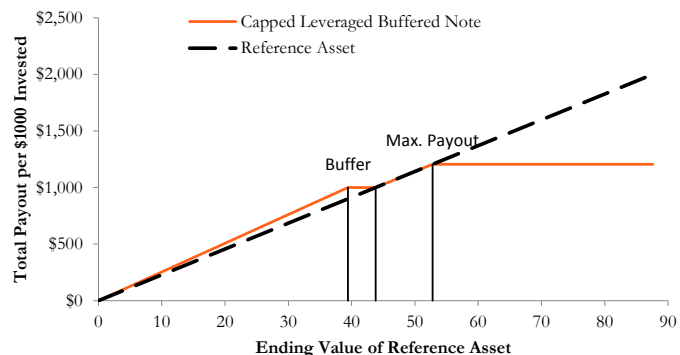 Capped Leveraged Buffered Note
Reference Asset
Total Payout per $1000 Invested
$2,500
$2,000
$1,500
$1,000
$500
$0
Max. Payout
Buffer
0 10 20 30 40 50 60 70 80 90
Ending Value of Reference Asset